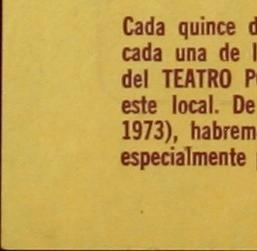 Cada quince
cada una de
del TEATRO
este local. De
1973), habrem
especialmente